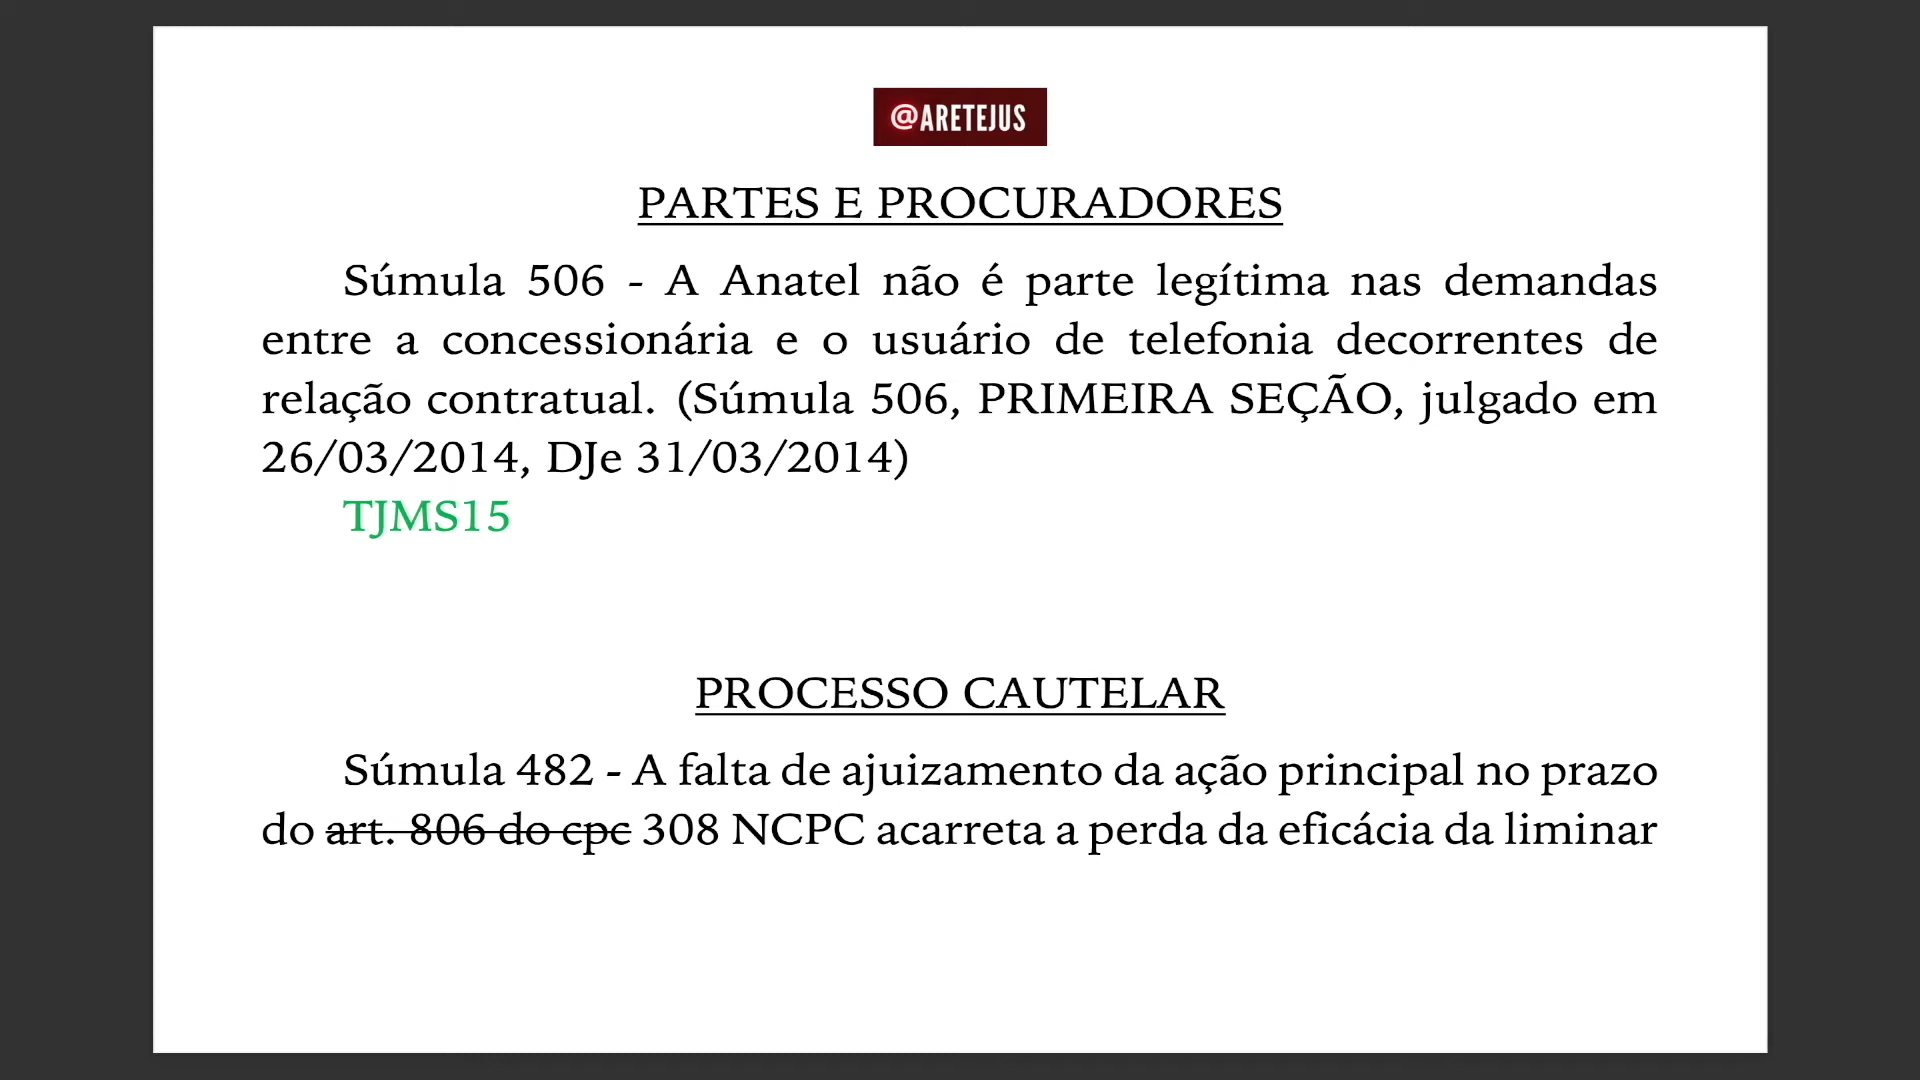 @ARETEJUS
PARTES E PROCURADORES
Súmula 506 - A Anatel não é parte legítima nas demandas
entre a concessionária e o usuário de telefonia decorrentes de
relação contratual. (Súmula 506, PRIMEIRA SEÇÃO, julgado em
26/03/2014, DJe 31/03/2014)
TJMS15
PROCESSO CAUTELAR
Súmula 482 - A falta de ajuizamento da ação principal no prazo
do art. 806 do cpc 308 NCPC acarreta a perda da eficácia da liminar